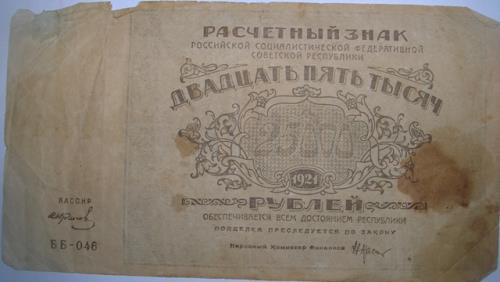 РАСЧЕТНЫЙ ЗНАК
РОССИЙСКОЙ СОЦИАЛИСТИЧЕСКОЙ ФЕДЕРАТИВНОЙ
СОВЕТСКОЙ РЕСПУБЛИКИ
ДВАДЦАТЬ ПЯТЬ ТЫСЯЧ
25000
1921
РУБЛЕЙ
ОБЕСПЕЧИВАЕТСЯ ВСЕМ ДОСТОЯНИЕМ РЕСПУБЛИКИ
ПОДДЕЛКА ПРЕСЛЕДУЕТСЯ ПО ЗАКОНУ
Народный Комиссар Финансов
КАССИР
ББ-046